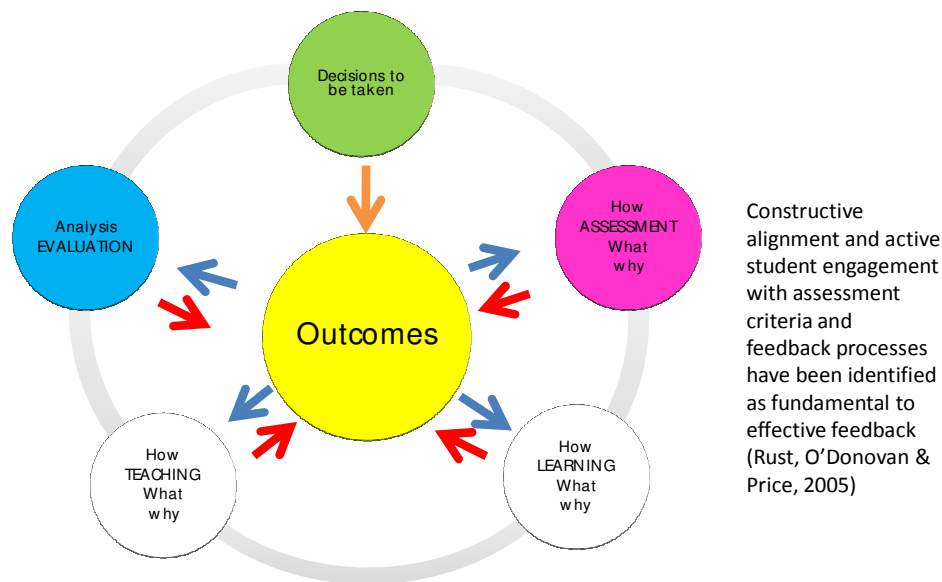 Decisions to
be taken
Analysis
EVALUATION
How
ASSESSMENT
What
why
Outcomes
How
TEACHING
What
why
How
LEARNING
What
why
Constructive
alignment and active
student engagement
with assessment
criteria and
feedback processes
have been identified
as fundamental to
effective feedback
(Rust, O’Donovan &
Price, 2005)